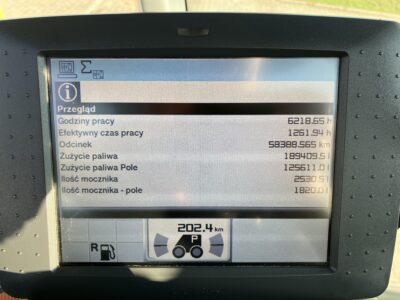 Przegląd
Godziny pracy 6218.65 h
Efektywny czas pracy 1261.94 h
Odcinek 58388.565 km
Zużycie paliwa 189409.5 l
Zużycie paliwa Pole 125611.0 l
Ilość mocznika 2530.5 l
Ilość mocznika - pole 1820.0 l
202.4 km
P
R